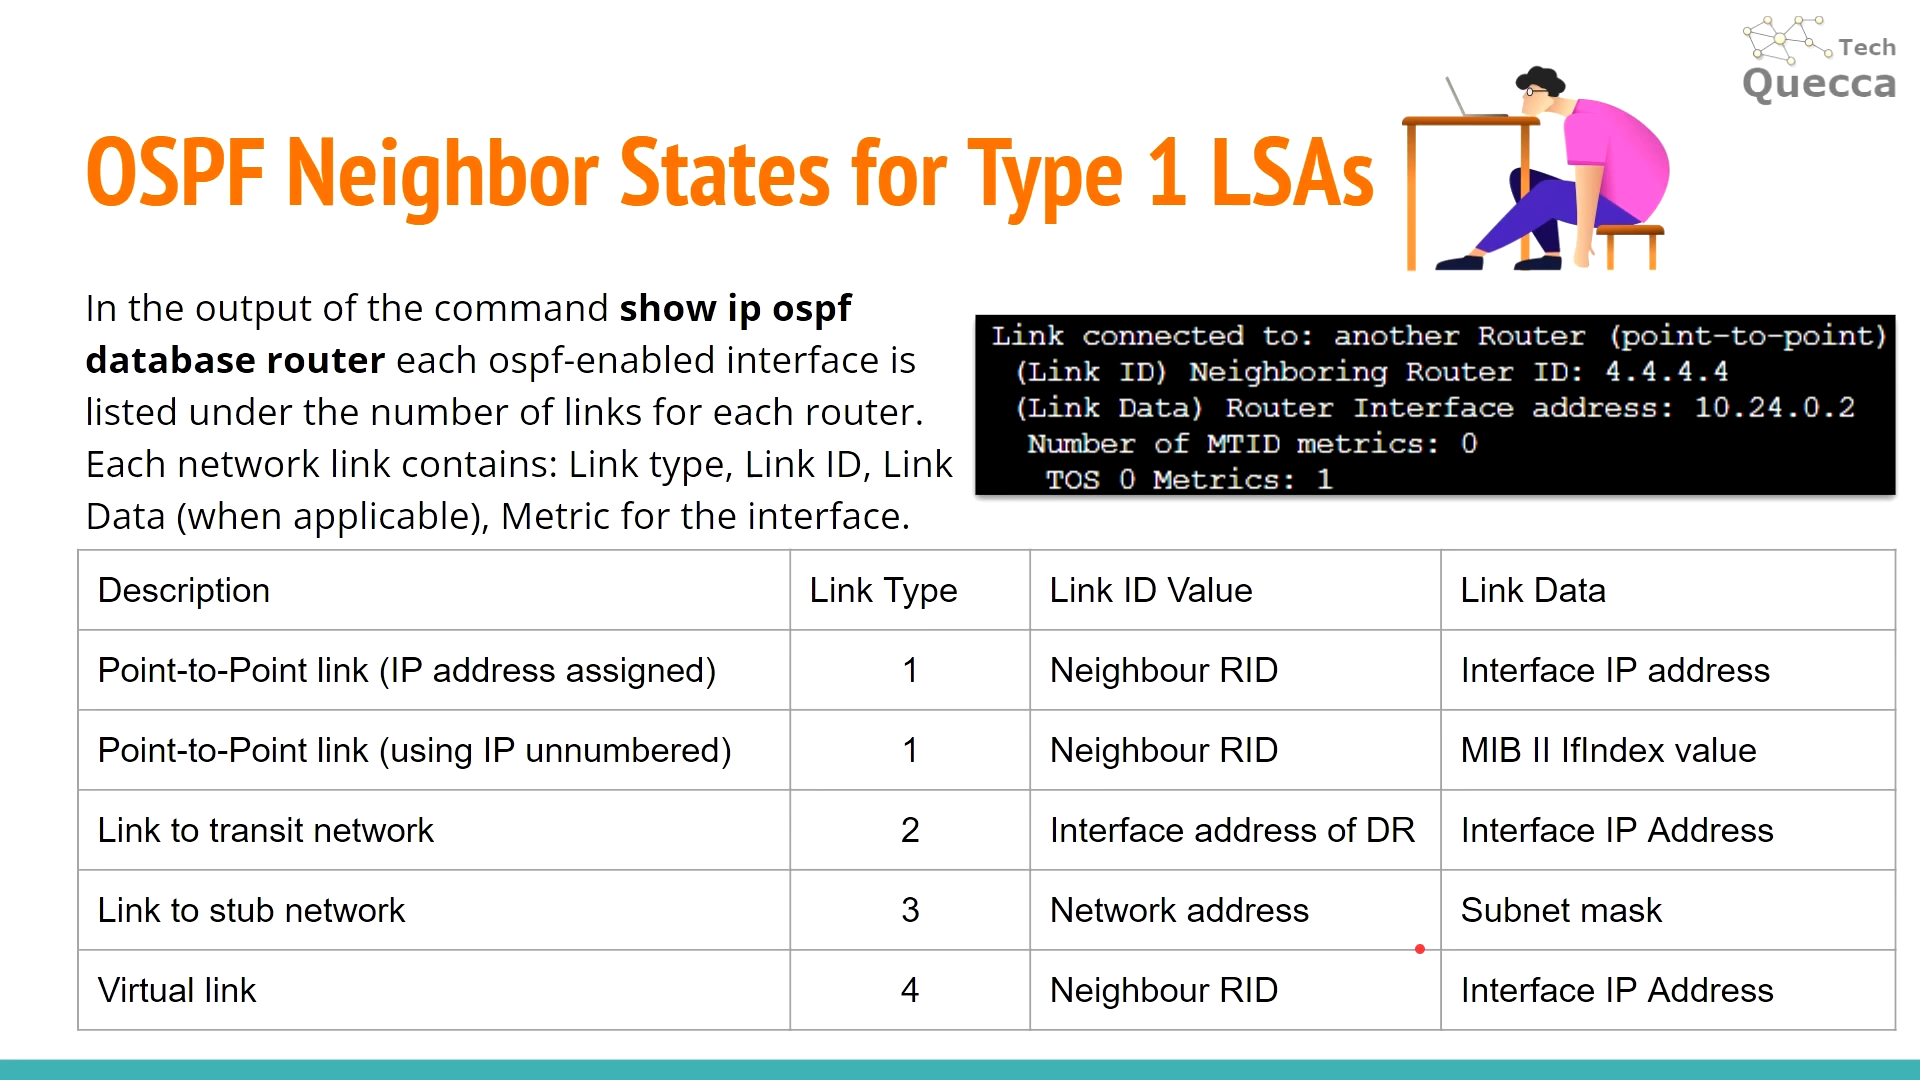 Tech
Quecca
OSPF Neighbor States for Type 1 LSAs
In the output of the command show ip ospf
database router each ospf-enabled interface is
listed under the number of links for each router.
Each network link contains: Link type, Link ID, Link
Data (when applicable), Metric for the interface.
Link connected to: another Router (point-to-point)
(Link ID) Neighboring Router ID: 4.4.4.4
(Link Data) Router Interface address: 10.24.0.2
Number of MTID metrics: 0
TOS 0 Metrics: 1
Description Link Type Link ID Value Link Data
Point-to-Point link (IP address assigned) 1 Neighbour RID Interface IP address
Point-to-Point link (using IP unnumbered) 1 Neighbour RID MIB II IfIndex value
Link to transit network 2 Interface address of DR Interface IP Address
Link to stub network 3 Network address Subnet mask
Virtual link 4 Neighbour RID Interface IP Address